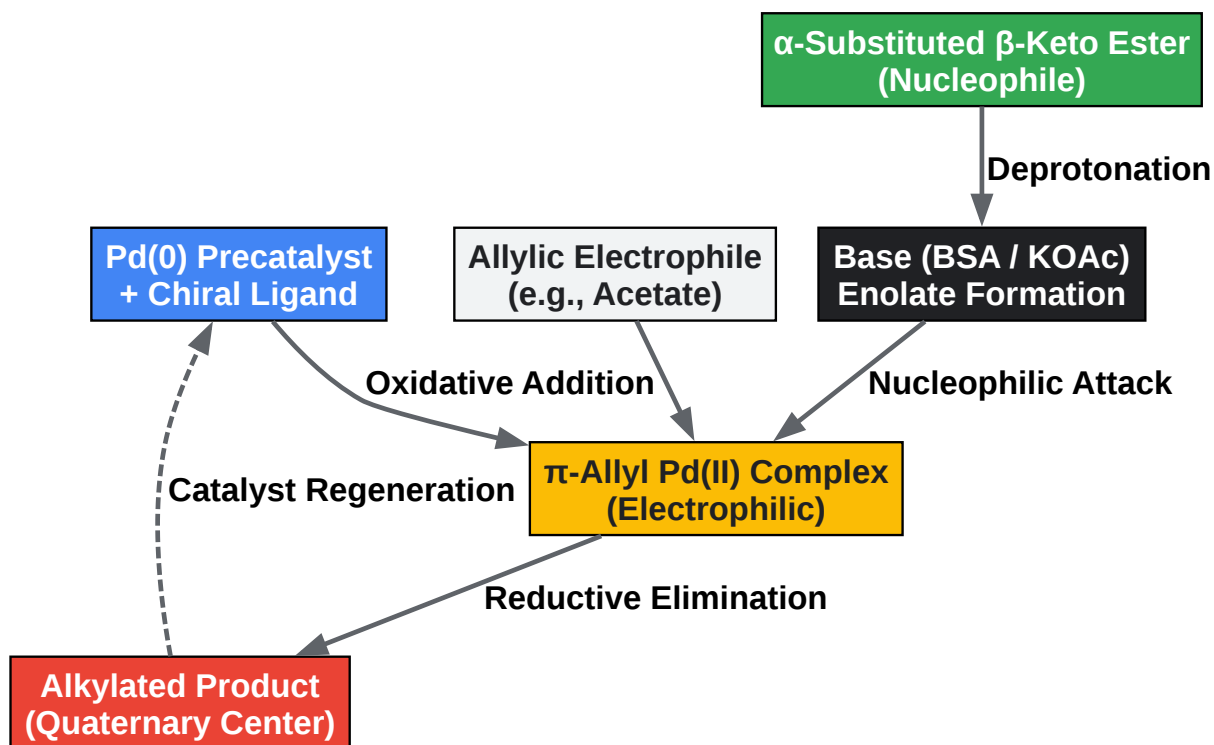 α-Substituted β-Keto Ester
(Nucleophile)
Deprotonation
Pd(0) Precatalyst
+ Chiral Ligand
Allylic Electrophile
(e.g., Acetate)
Base (BSA / KOAc)
Enolate Formation
Oxidative Addition
Nucleophilic Attack
π-Allyl Pd(II) Complex
(Electrophilic)
Catalyst Regeneration
Reductive Elimination
Alkylated Product
(Quaternary Center)